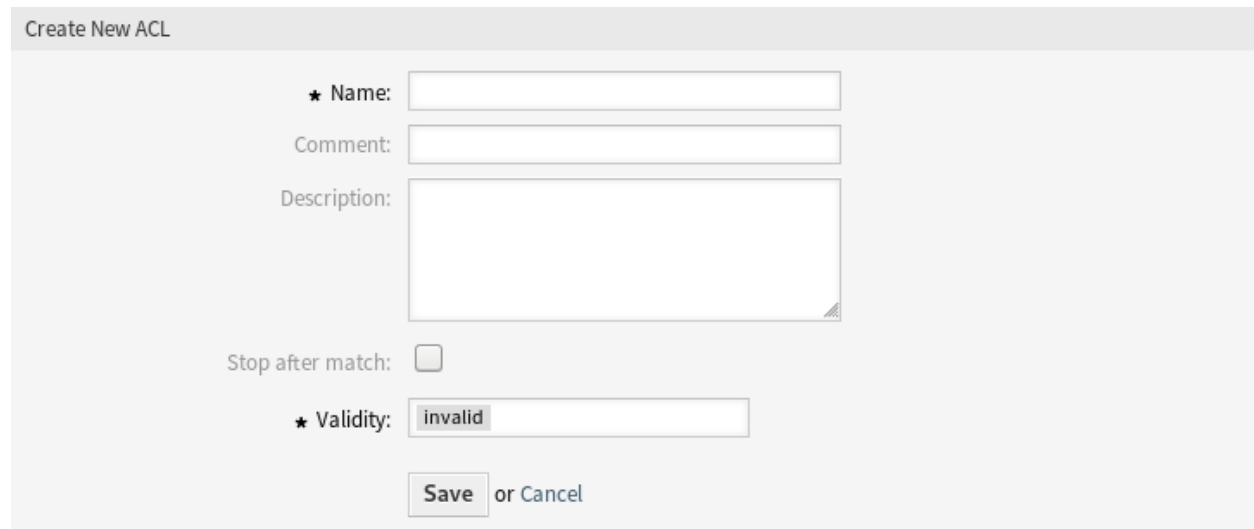 Create New ACL
★ Name:
Comment:
Description:
Stop after match:
★ Validity: invalid
Save or Cancel